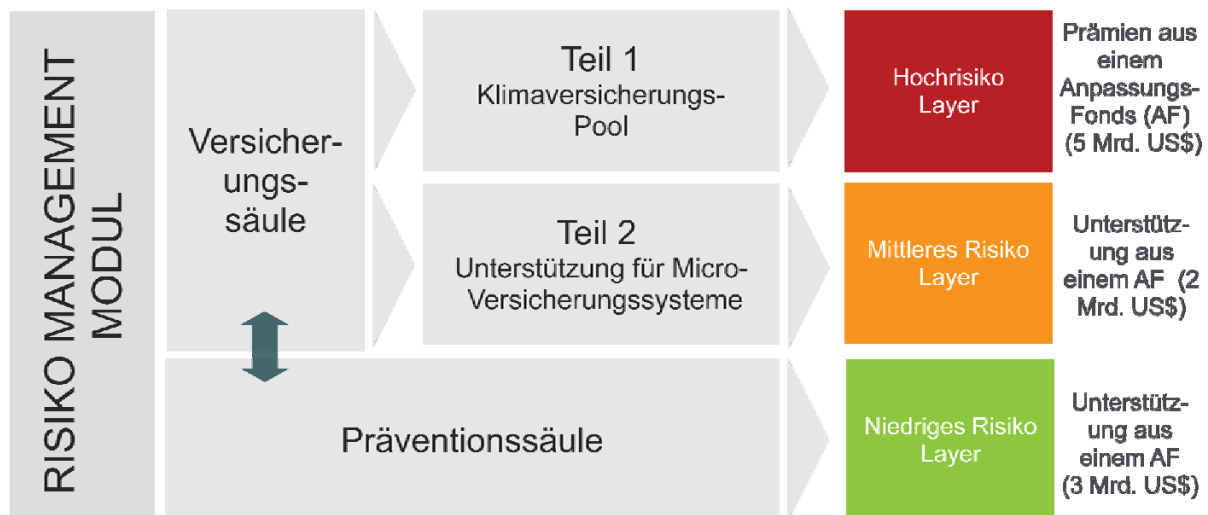 RISIKO MANAGEMENT
MODUL
Versicher-
ungs-
säule
Teil 1
Klimaversicherungs-
Pool
Hochrisiko
Layer
Prämien aus
einem
Anpassungs-
Fonds (AF)
(5 Mrd. US$)
Teil 2
Unterstützung für Micro-
Versicherungssysteme
Mittleres Risiko
Layer
Unterstütz-
ung aus
einem AF (2
Mrd. US$)
Präventionssäule
Niedriges Risiko
Layer
Unterstütz-
ung aus
einem AF
(3 Mrd. US$)